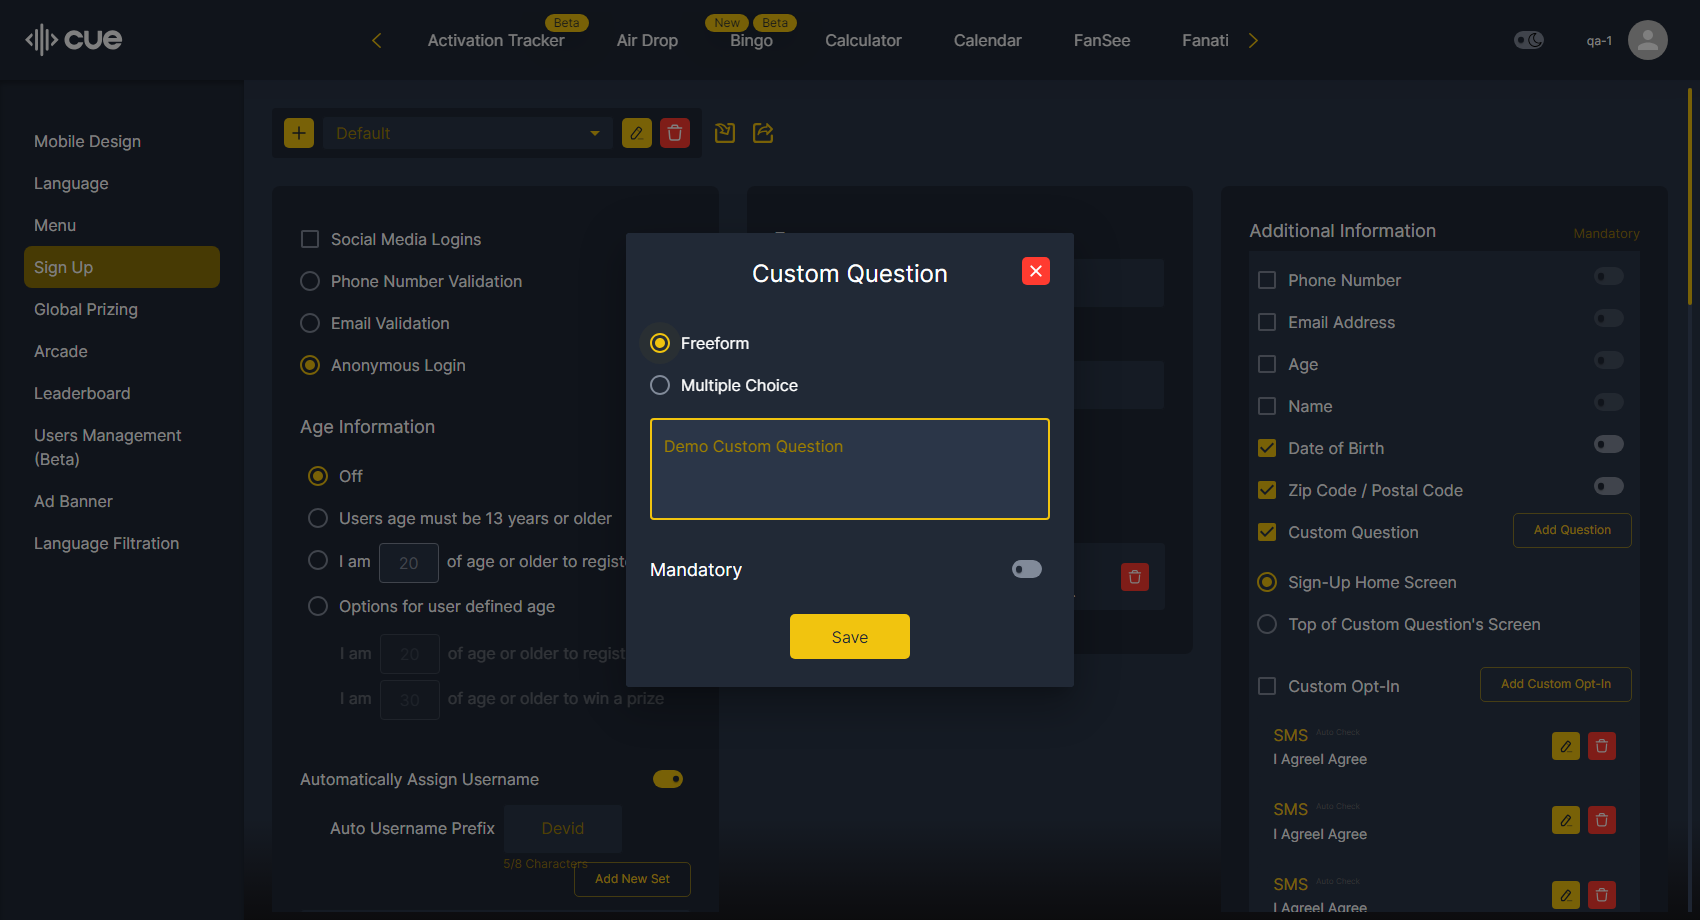 cue
Activation Tracker
Beta
Air Drop
New
Beta
Bingo
Calculator
Calendar
FanSee
Fanati
qa-1
Mobile Design
Language
Menu
Sign Up
Global Prizing
Arcade
Leaderboard
Users Management
(Beta)
Ad Banner
Language Filtration
Default
Social Media Logins
Phone Number Validation
Email Validation
Anonymous Login
Age Information
Off
Users age must be 13 years or older
I am 20 of age or older to regist
Options for user defined age
I am 20 of age or older to regist
I am 30 of age or older to win a prize
Automatically Assign Username
Auto Username Prefix Devid
5/8 Characters
Add New Set
Custom Question
Freeform
Multiple Choice
Demo Custom Question
Mandatory
Save
Additional Information
Mandatory
Phone Number
Email Address
Age
Name
Date of Birth
Zip Code / Postal Code
Custom Question
Add Question
Sign-Up Home Screen
Top of Custom Question's Screen
Custom Opt-In
Add Custom Opt-In
SMS Auto Check
I AgreeI Agree
SMS Auto Check
I AgreeI Agree
SMS Auto Check
I AgreeI Agree